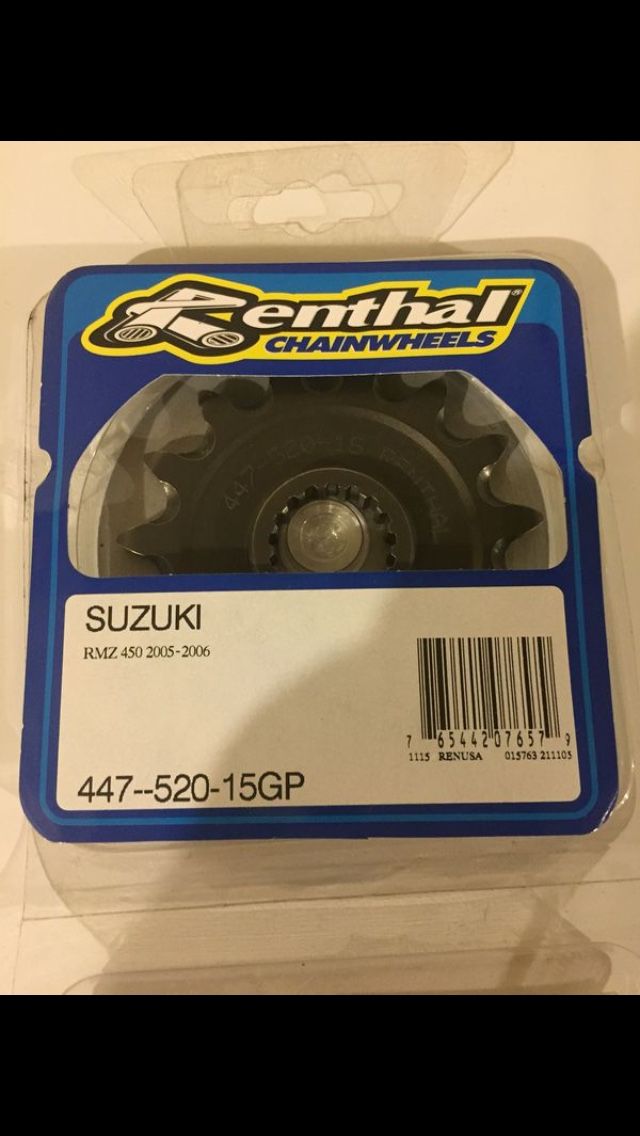 Renthal®
CHAINWHEELS
447-520-15 RENTHAL
SUZUKI
RMZ 450 2005-2006
7 65442 07657 9
1115 RENUSA 015763 211105
447--520-15GP